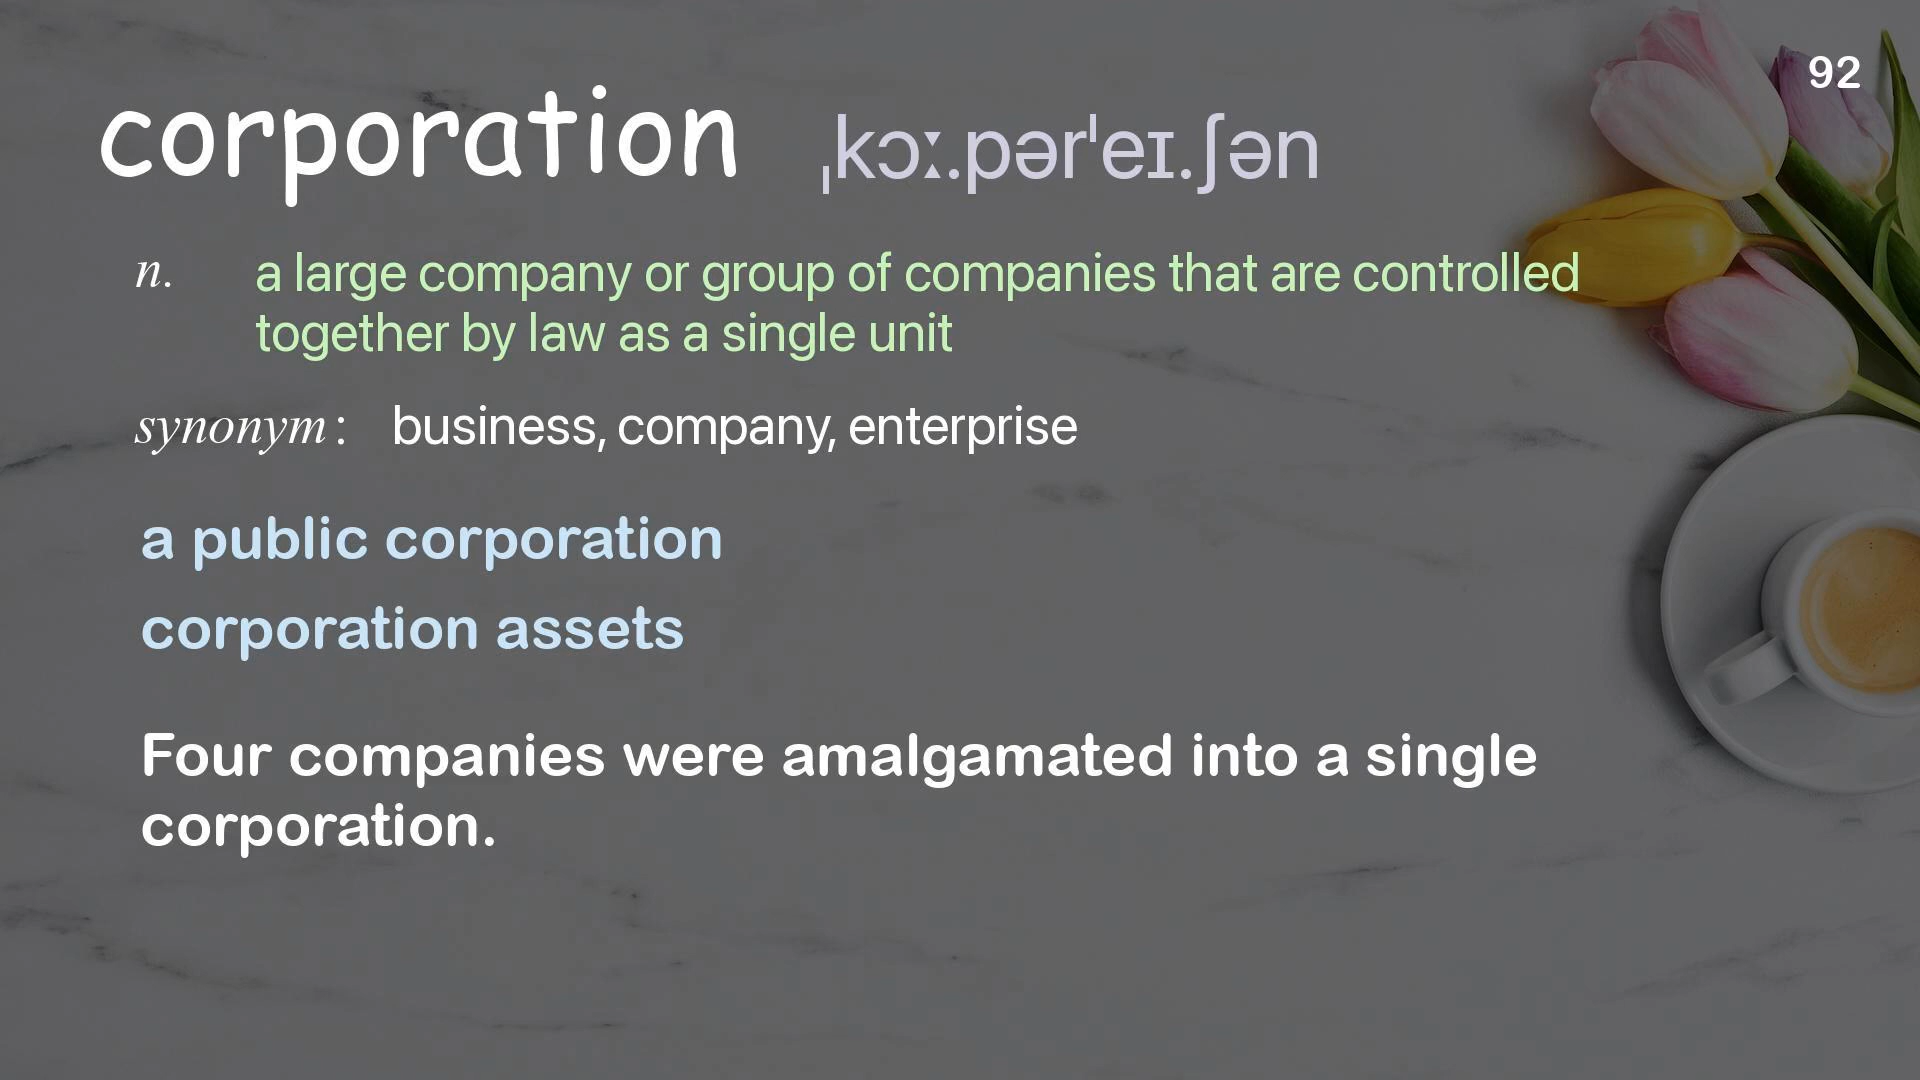 92
corporation ˌkɔː.pərˈeɪ.ʃən
n. a large company or group of companies that are controlled
together by law as a single unit
synonym: business, company, enterprise
a public corporation
corporation assets
Four companies were amalgamated into a single
corporation.